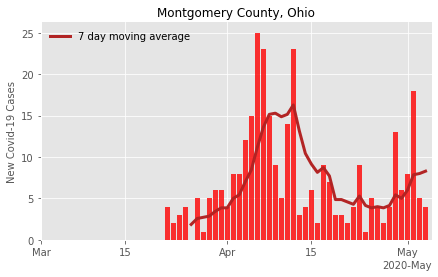 Montgomery County, Ohio
7 day moving average
New Covid-19 Cases
25
20
15
10
5
0
Mar 15 Apr 15 May
2020-May